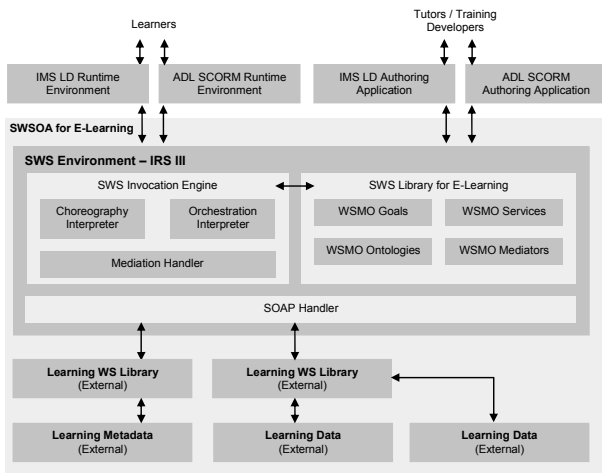 Learners
Tutors / Training
Developers
IMS LD Runtime
Environment
ADL SCORM Runtime
Environment
IMS LD Authoring
Application
ADL SCORM
Authoring Application
SWSOA for E-Learning
SWS Environment – IRS III
SWS Invocation Engine
SWS Library for E-Learning
Choreography
Interpreter
Orchestration
Interpreter
WSMO Goals
WSMO Services
Mediation Handler
WSMO Ontologies
WSMO Mediators
SOAP Handler
Learning WS Library
(External)
Learning WS Library
(External)
Learning Metadata
(External)
Learning Data
(External)
Learning Data
(External)